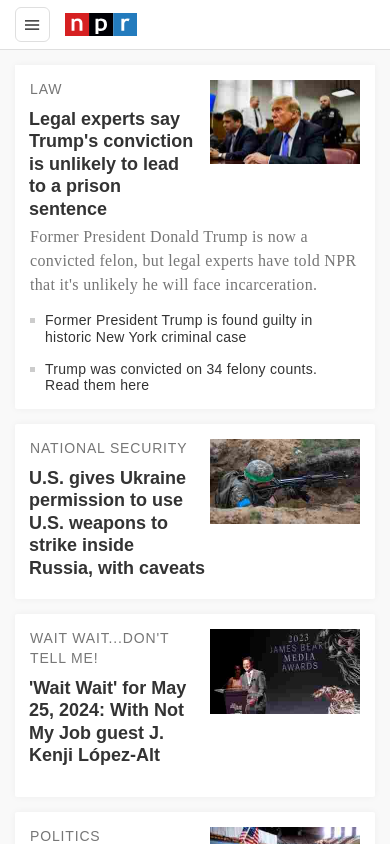 npr
LAW
Legal experts say
Trump's conviction
is unlikely to lead
to a prison
sentence
Former President Donald Trump is now a
convicted felon, but legal experts have told NPR
that it's unlikely he will face incarceration.
Former President Trump is found guilty in
historic New York criminal case
Trump was convicted on 34 felony counts.
Read them here
NATIONAL SECURITY
U.S. gives Ukraine
permission to use
U.S. weapons to
strike inside
Russia, with caveats
WAIT WAIT...DON'T
TELL ME!
'Wait Wait' for May
25, 2024: With Not
My Job guest J.
Kenji López-Alt
2023
JAMES BEARD
MEDIA
AWARDS
POLITICS